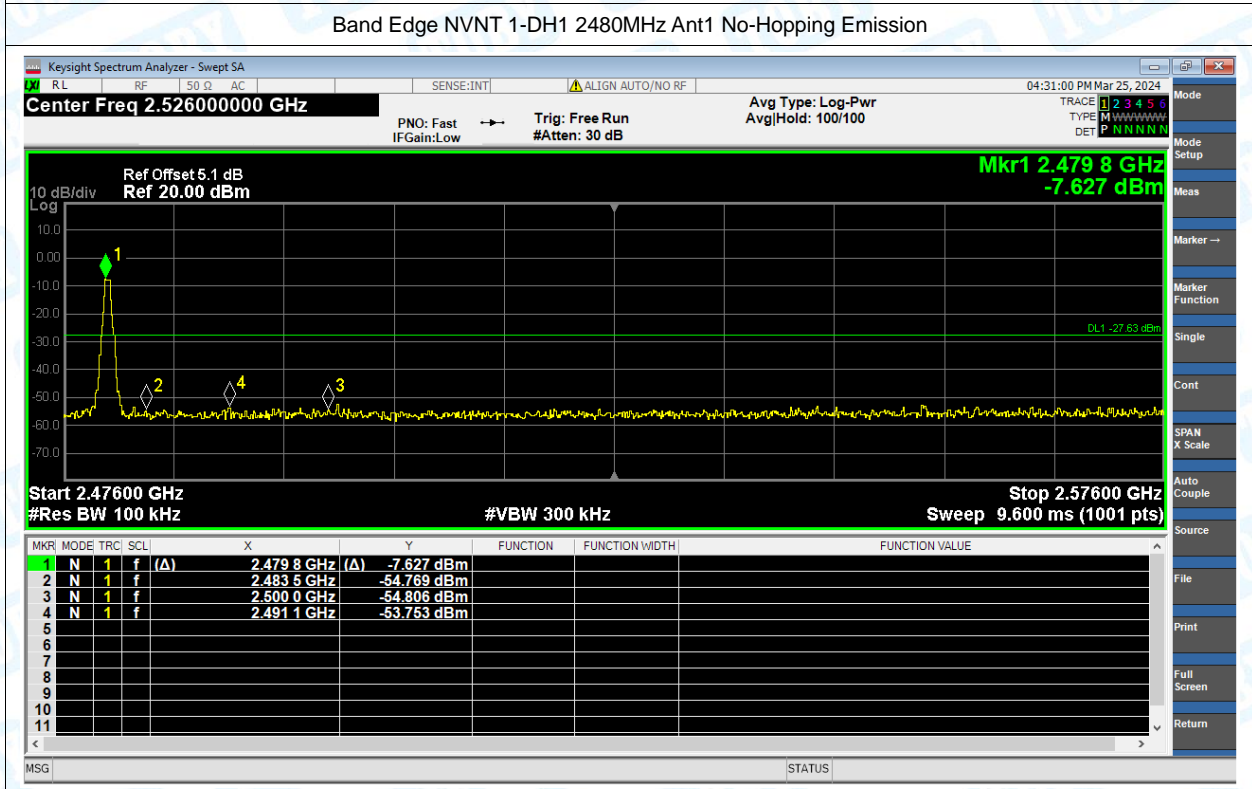 Band Edge NVNT 1-DH1 2480MHz Ant1 No-Hopping Emission
Keysight Spectrum Analyzer - Swept SA
LXI RL RF 50 Ω AC SENSE:INT ALIGN AUTO/NO RF 04:31:00 PM Mar 25, 2024
Center Freq 2.526000000 GHz
PNO: Fast
IFGain:Low
Trig: Free Run
#Atten: 30 dB
Avg Type: Log-Pwr
Avg|Hold: 100/100
TRACE 1 2 3 4 5 6
TYPE M WWWWW
DET P N N N N N
Ref Offset 5.1 dB
10 dB/div Ref 20.00 dBm
Log
Mkr1 2.479 8 GHz
-7.627 dBm
10.0
0.00
-10.0
-20.0
-30.0
-40.0
-50.0
-60.0
-70.0
1
2
4
3
DL1 -27.63 dBm
Start 2.47600 GHz Stop 2.57600 GHz
#Res BW 100 kHz #VBW 300 kHz Sweep 9.600 ms (1001 pts)
MKR MODE TRC SCL X Y FUNCTION FUNCTION WIDTH FUNCTION VALUE
1 N 1 f (Δ) 2.479 8 GHz (Δ) -7.627 dBm
2 N 1 f 2.483 5 GHz -54.769 dBm
3 N 1 f 2.500 0 GHz -54.806 dBm
4 N 1 f 2.491 1 GHz -53.753 dBm
5
6
7
8
9
10
11
MSG STATUS
Mode
Mode
Setup
Meas
Marker →
Marker
Function
Single
Cont
SPAN
X Scale
Auto
Couple
Source
File
Print
Full
Screen
Return